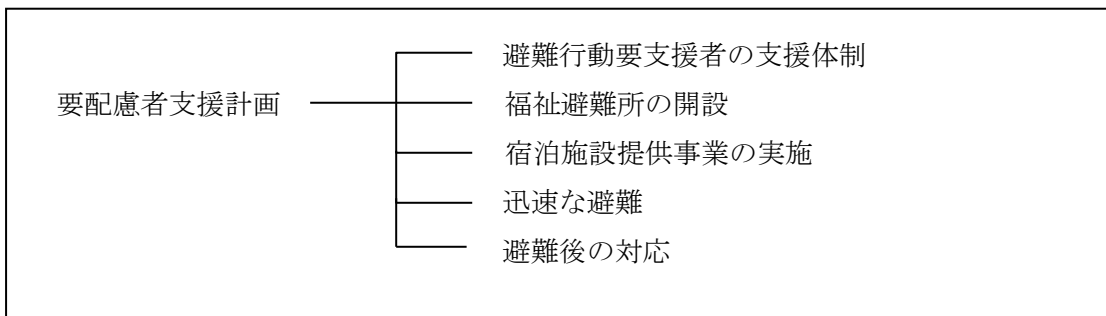 避難行動要支援者の支援体制
要配慮者支援計画
福祉避難所の開設
宿泊施設提供事業の実施
迅速な避難
避難後の対応